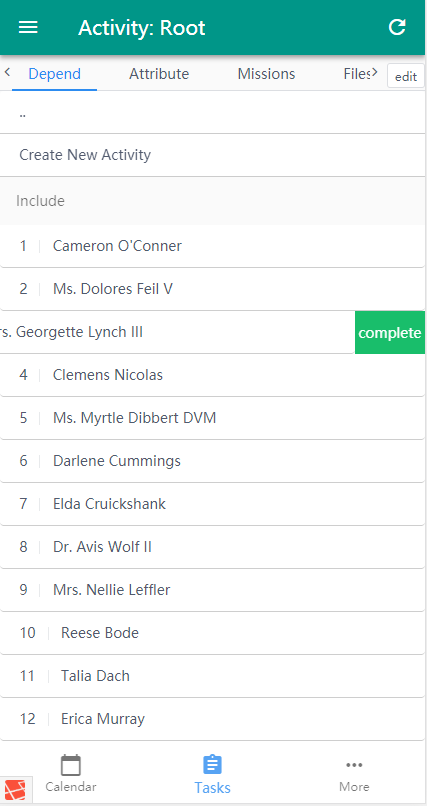 Activity: Root
Depend Attribute Missions Files edit
..
Create New Activity
Include
1 Cameron O'Conner
2 Ms. Dolores Feil V
rs. Georgette Lynch III complete
4 Clemens Nicolas
5 Ms. Myrtle Dibbert DVM
6 Darlene Cummings
7 Elda Cruickshank
8 Dr. Avis Wolf II
9 Mrs. Nellie Leffler
10 Reese Bode
11 Talia Dach
12 Erica Murray
Calendar Tasks More